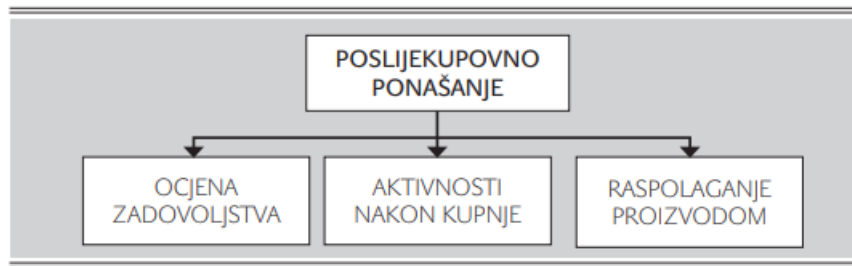 POSLIJEKUPOVNO
PONAŠANJE
OCJENA
ZADOVOLJSTVA
AKTIVNOSTI
NAKON KUPNJE
RASPOLAGANJE
PROIZVODOM